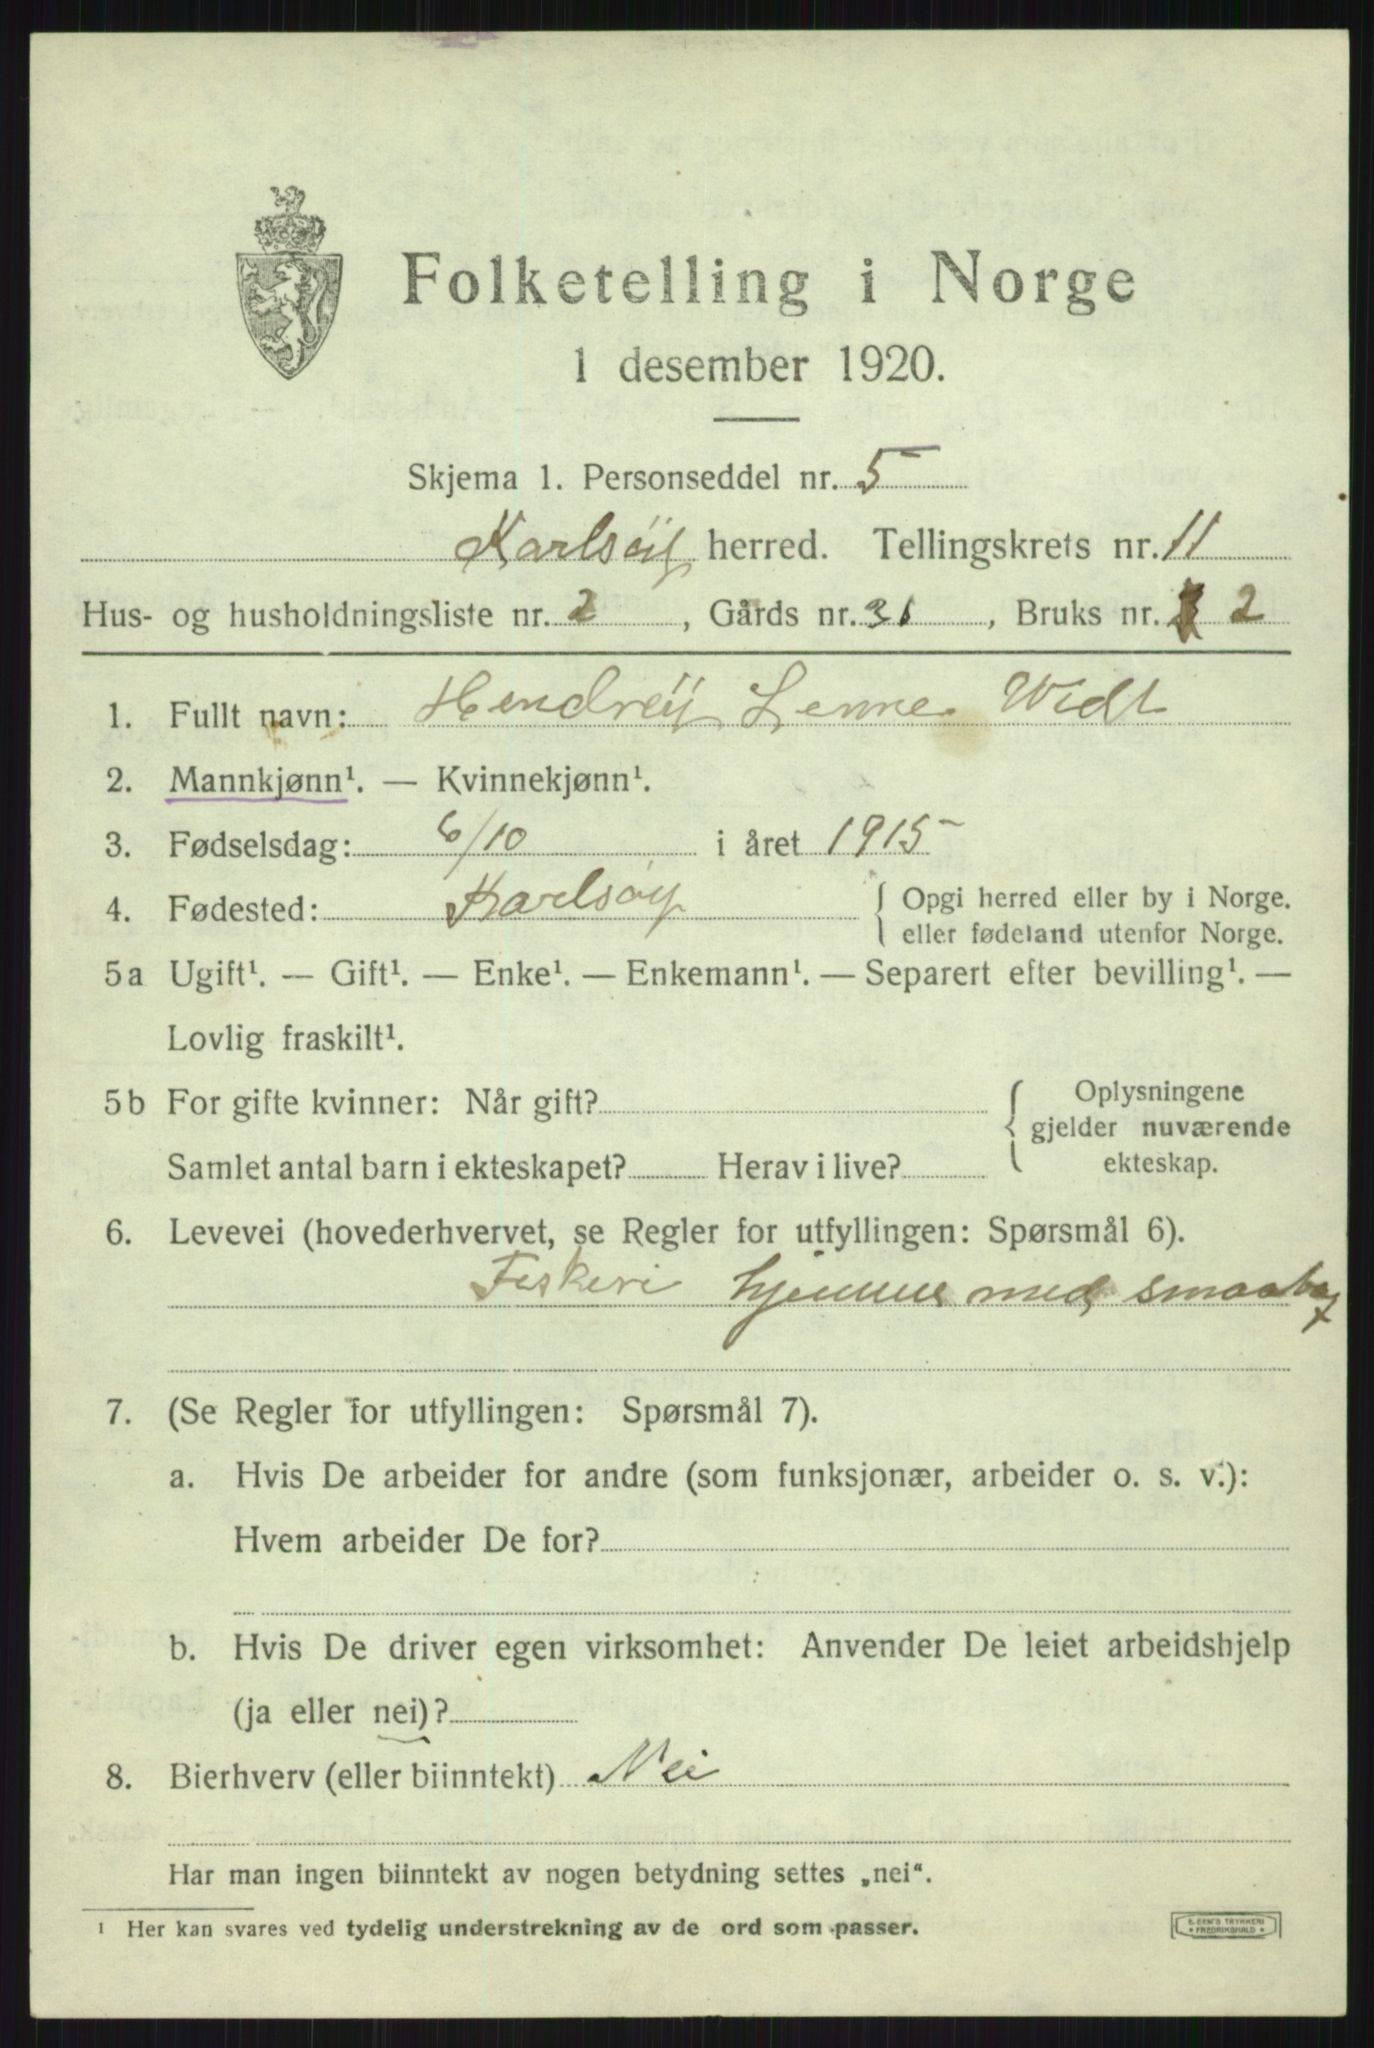 Folketelling i Norge
1 desember 1920.
Skjema 1. Personseddel nr. 5
Karlsöy herred. Tellingskrets nr. 11
Hus- og husholdningsliste nr. 2, Gårds nr. 31, Bruks nr. 2
1. Fullt navn: Hendrey Widt
2. Mannkjønn¹. — Kvinnekjønn¹.
3. Fødselsdag: 6/10 i året 1915
4. Fødested: Karlsöy { Opgi herred eller by i Norge.
eller fødeland utenfor Norge.
5a Ugift¹. — Gift¹. — Enke¹. — Enkemann¹. — Separert efter bevilling¹. —
Lovlig fraskilt¹.
5b For gifte kvinner: Når gift? { Oplysningene
gjelder nuværende
Samlet antal barn i ekteskapet? Herav i live? ekteskap.
6. Levevei (hovederhvervet, se Regler for utfyllingen: Spørsmål 6).
Fiskeri hjemme med
7. (Se Regler for utfyllingen: Spørsmål 7).
a. Hvis De arbeider for andre (som funksjonær, arbeider o. s. v.):
Hvem arbeider De for?
b. Hvis De driver egen virksomhet: Anvender De leiet arbeidshjelp
(ja eller nei)?
8. Bierhverv (eller biinntekt) Nei
Har man ingen biinntekt av nogen betydning settes „nei“.
¹ Her kan svares ved tydelig understrekning av de ord som passer.
E. SEM'S TRYKKERI
• FREDRIKSHALD •